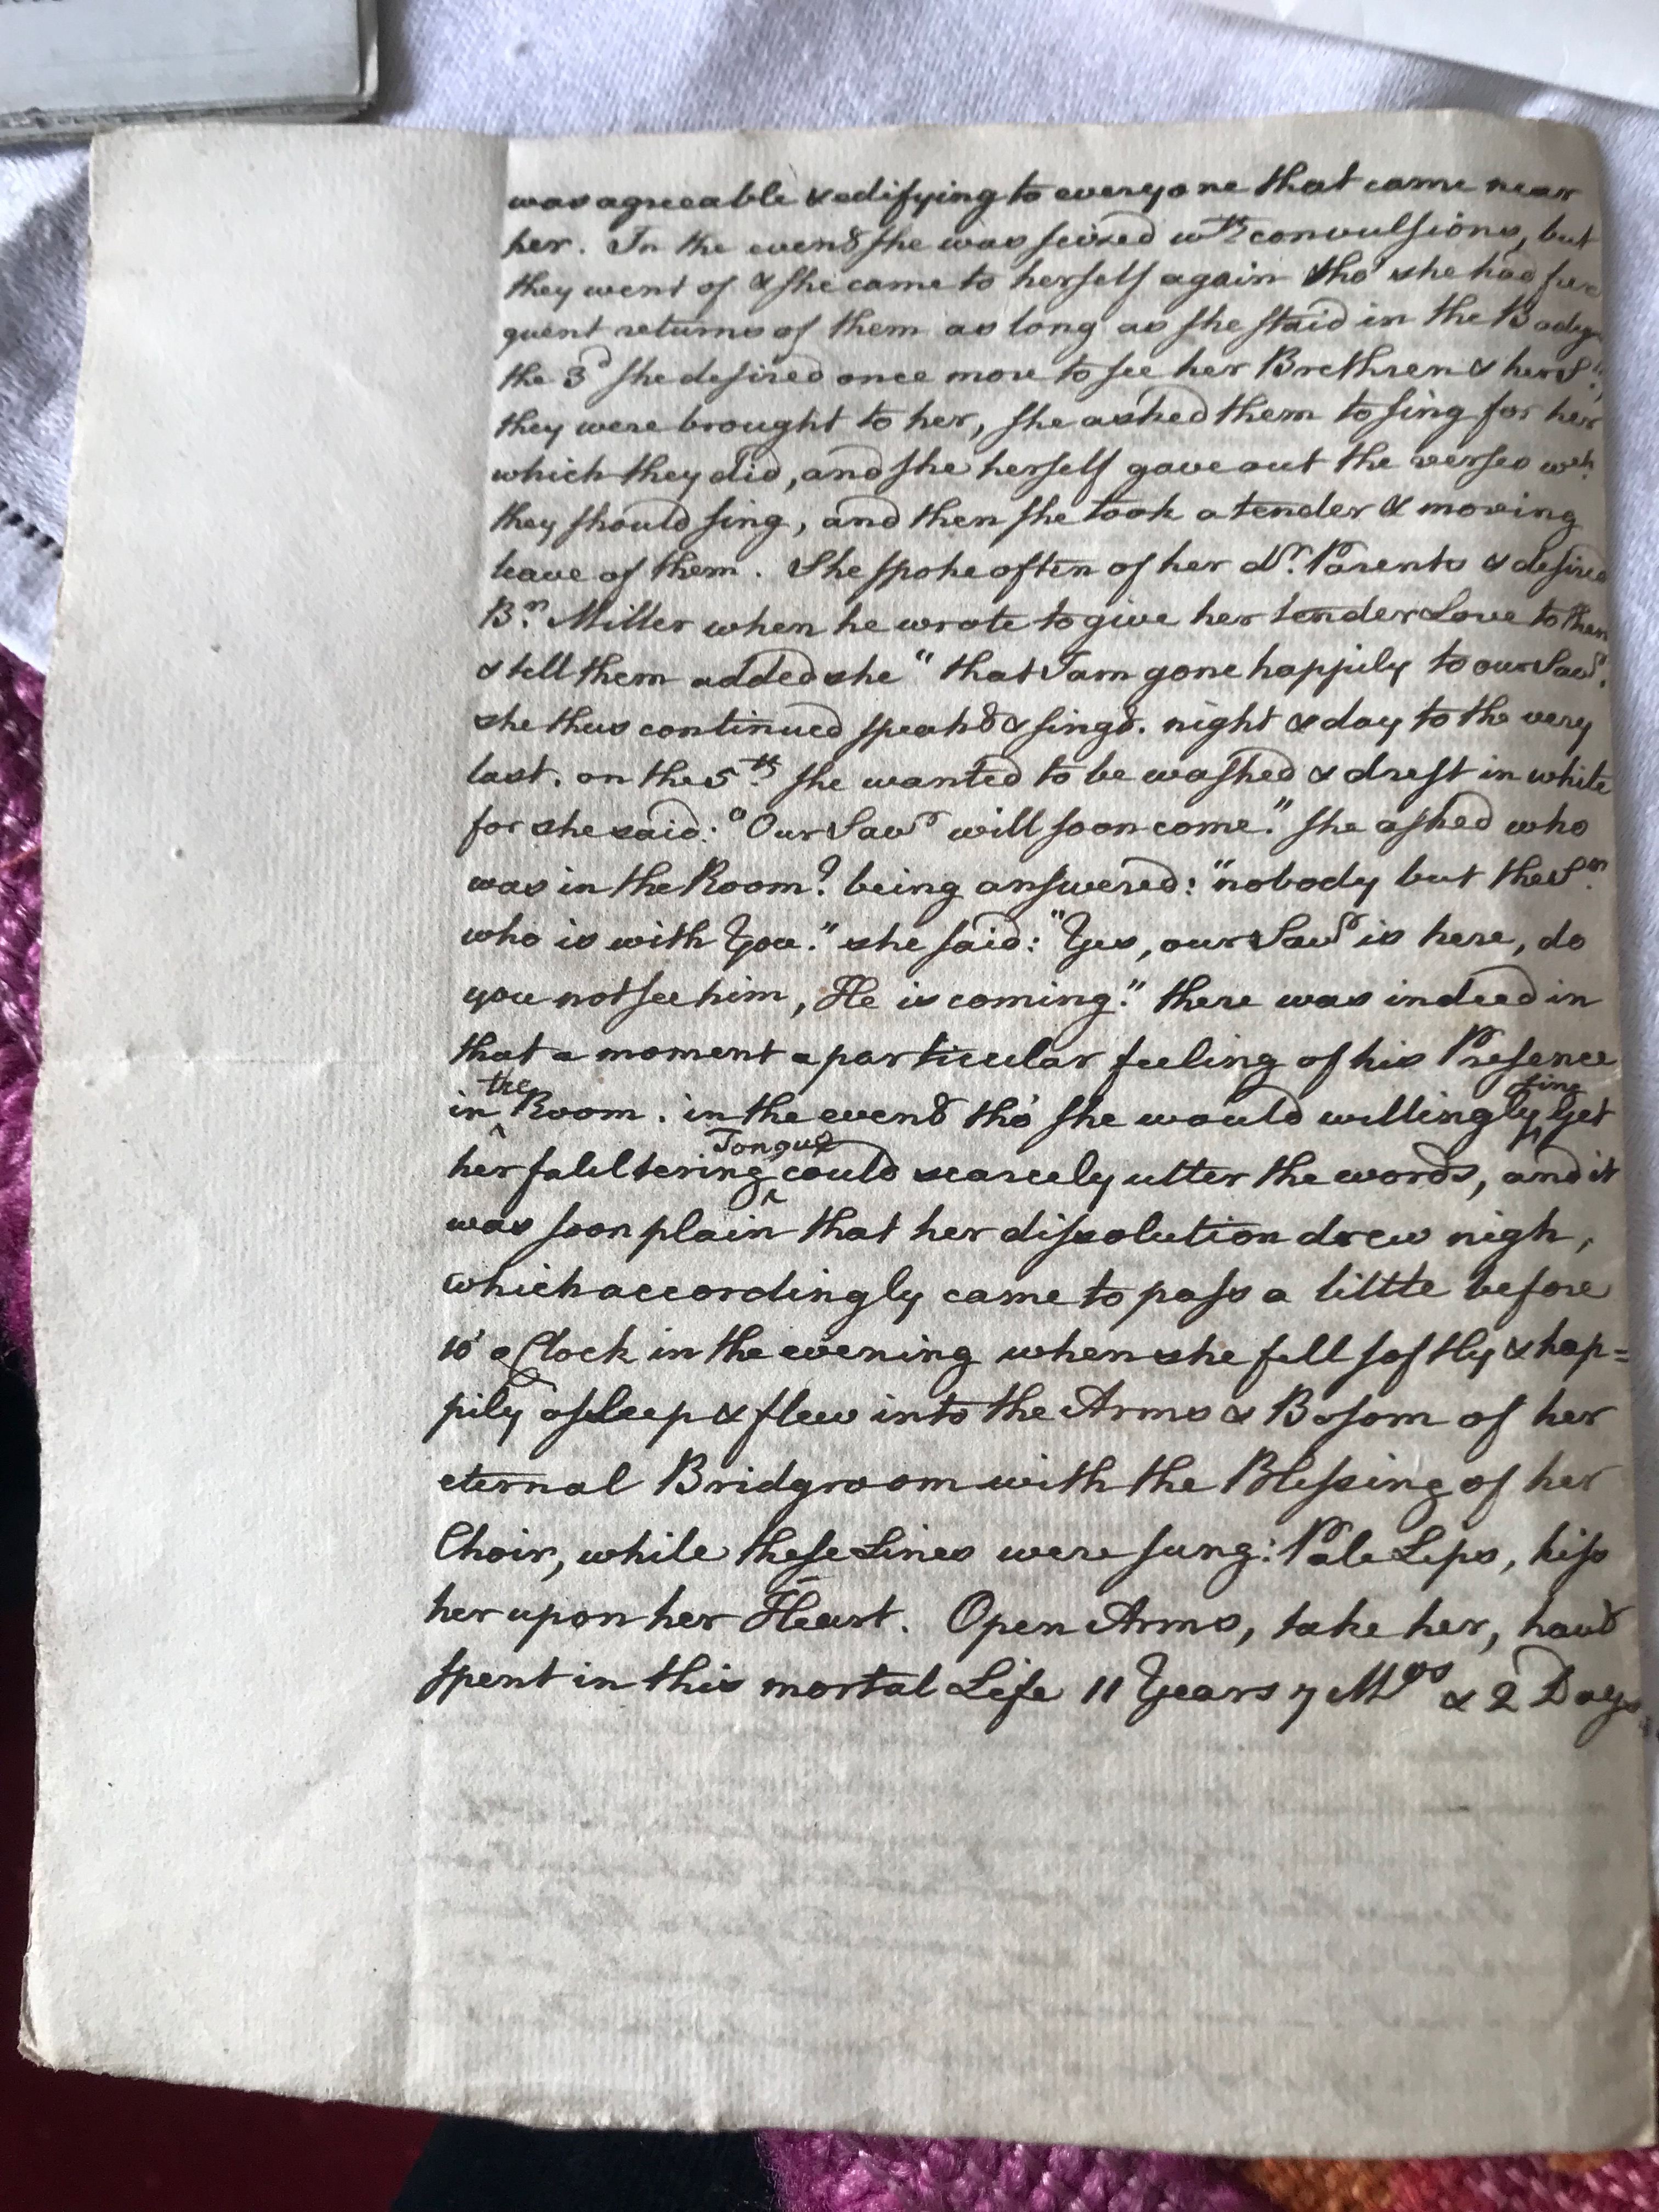 was agreeable & edifying to everyone that came near
her. In the eveng she was seized wth convulsions, but
they went of & she came to herself again tho' she had fre
quent returns of them as long as she staid in the Body
the 3d she desired once more to see her Brethren & her Srs,
they were brought to her, she asked them to sing for her
which they did, and she herself gave out the verses wch
they should sing, and then she took a tender & moving
leave of them. She spoke often of her dr. Parents & desired
Br. Miller when he wrote to give her tender Love to them
& tell them added she "that I am gone happily to our Savr.
she thus continued speakg & singg. night & day to the very
last. on the 5th she wanted to be washed & drest in white
for she said: "Our Savr will soon come." she asked who
was in the Room? being answered: "nobody but the Sr.
who is with You." she said: "Yes, our Savr is here, do
you not see him, He is coming." there was indeed in
that a moment a particular feeling of his Presence
in the Room. in the eveng tho' she would willingly sing Yet
her faleltering Tongue could scarcely utter the words, and it
was soon plain that her dissolution drew nigh,
which accordingly came to pass a little before
10 o Clock in the evening when she fell softly & hap=
pily asleep & flew into the Arms & Bosom of her
eternal Bridgroom with the Blessing of her
Choir, while these Lines were sung: Pale Lips, kiss
her upon her Heart. Open Arms, take her, havg
spent in this mortal Life 11 Years 7 Mos & 2 Days.